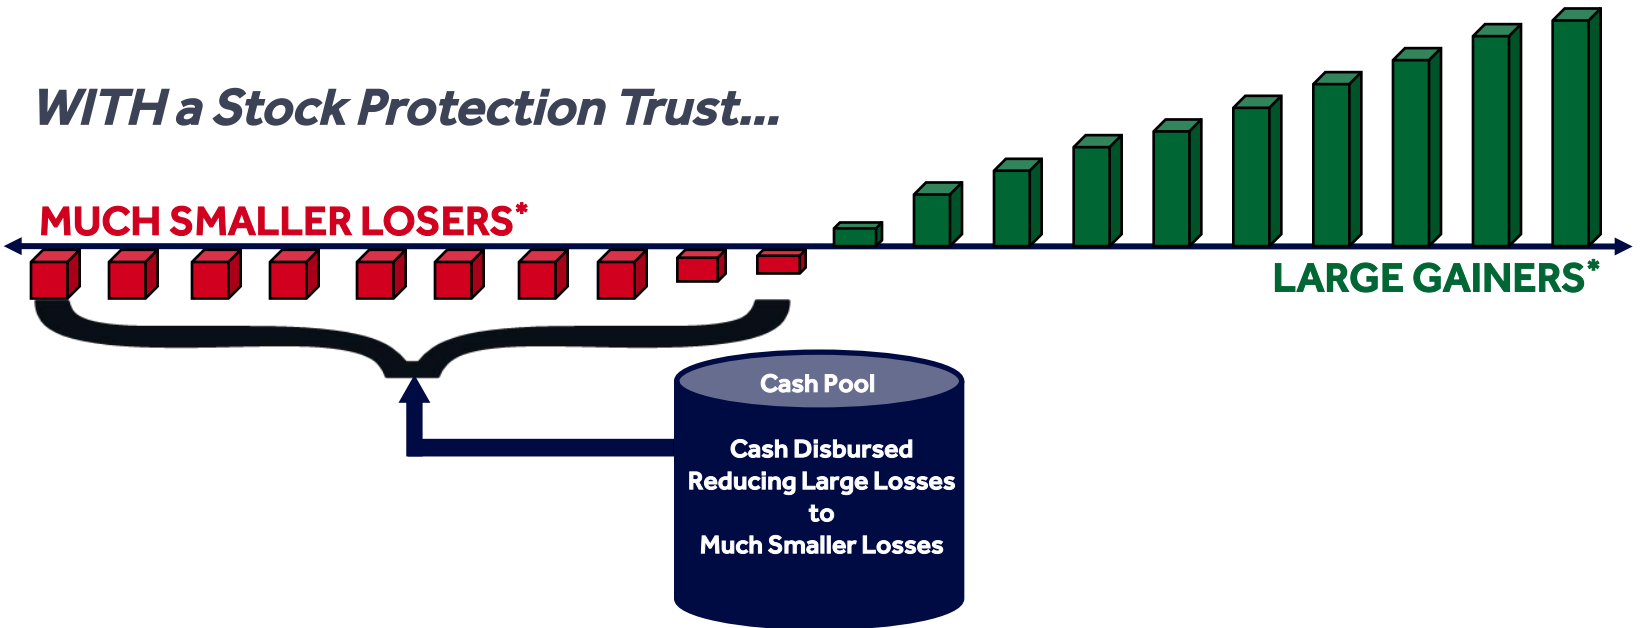 WITH a Stock Protection Trust...
MUCH SMALLER LOSERS*
LARGE GAINERS*
Cash Pool
Cash Disbursed
Reducing Large Losses
to
Much Smaller Losses